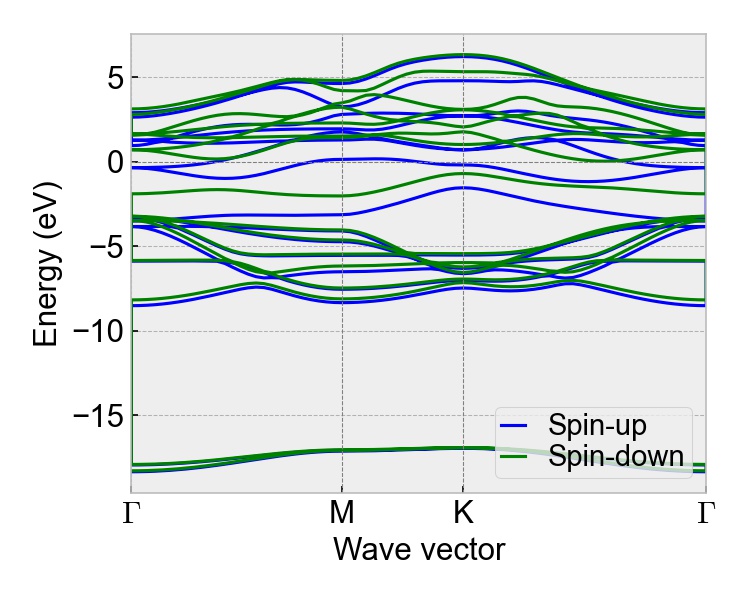 5
0
−5
−10
−15
Energy (eV)
Spin-up
Spin-down
Γ M K Γ
Wave vector